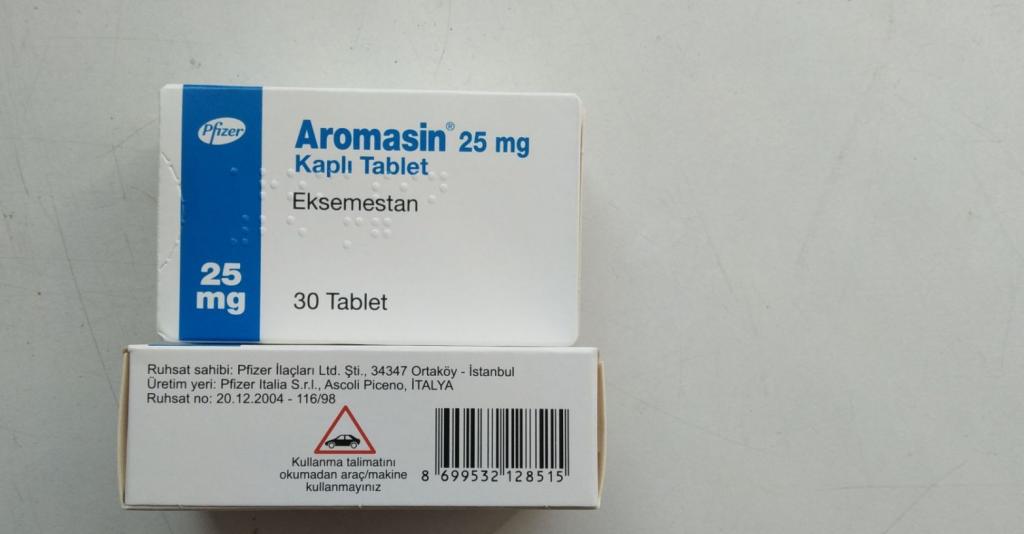 Pfizer
Aromasin® 25 mg
Kaplı Tablet
Eksemestan
25
mg
30 Tablet
Ruhsat sahibi: Pfizer İlaçları Ltd. Şti., 34347 Ortaköy - İstanbul
Üretim yeri: Pfizer Italia S.r.l., Ascoli Piceno, İTALYA
Ruhsat no: 20.12.2004 - 116/98
Kullanma talimatını
okumadan araç/makine
kullanmayınız
8 699532 128515